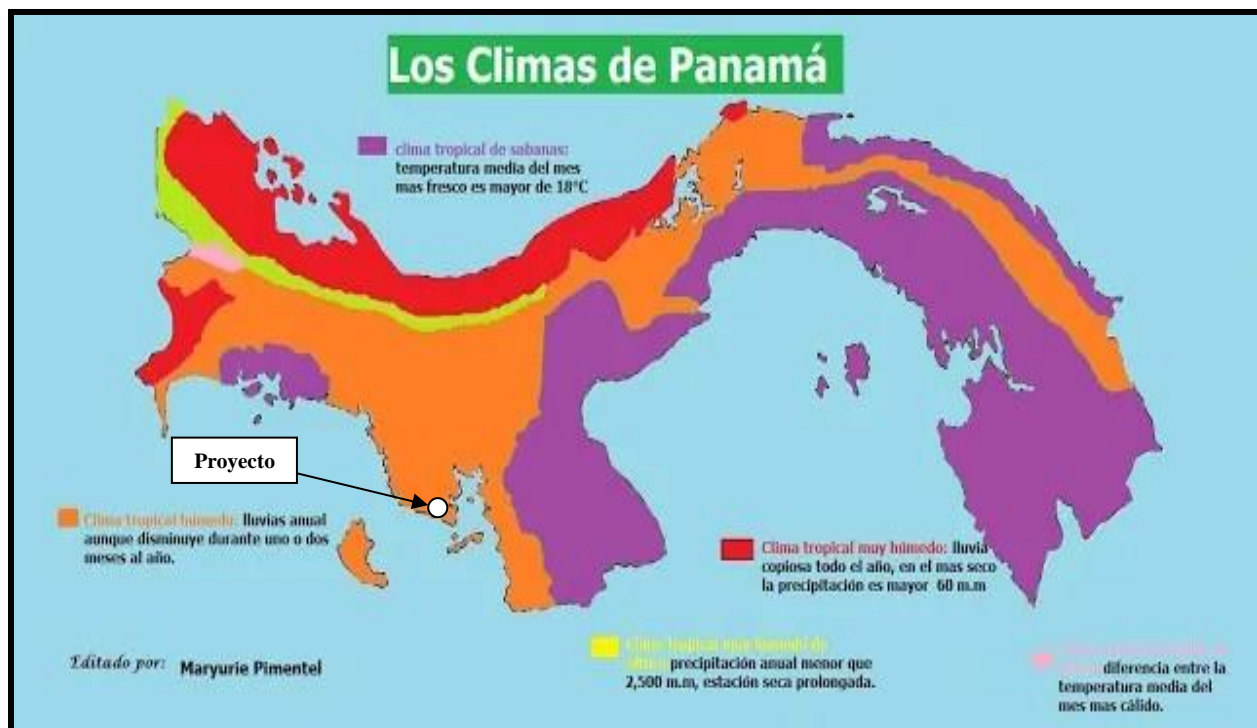 Los Climas de Panamá
clima tropical de sabanas:
temperatura media del mes
mas fresco es mayor de 18°C
Proyecto
Clima tropical húmedo: lluvias anual
aunque disminuye durante uno o dos
meses al año.
Clima tropical muy húmedo: lluvia
copiosa todo el año, en el mas seco
la precipitación es mayor 60 m.m
precipitación anual menor que
2,500 m.m, estación seca prolongada.
diferencia entre la
temperatura media del
mes mas cálido.
Editado por: Maryurie Pimentel